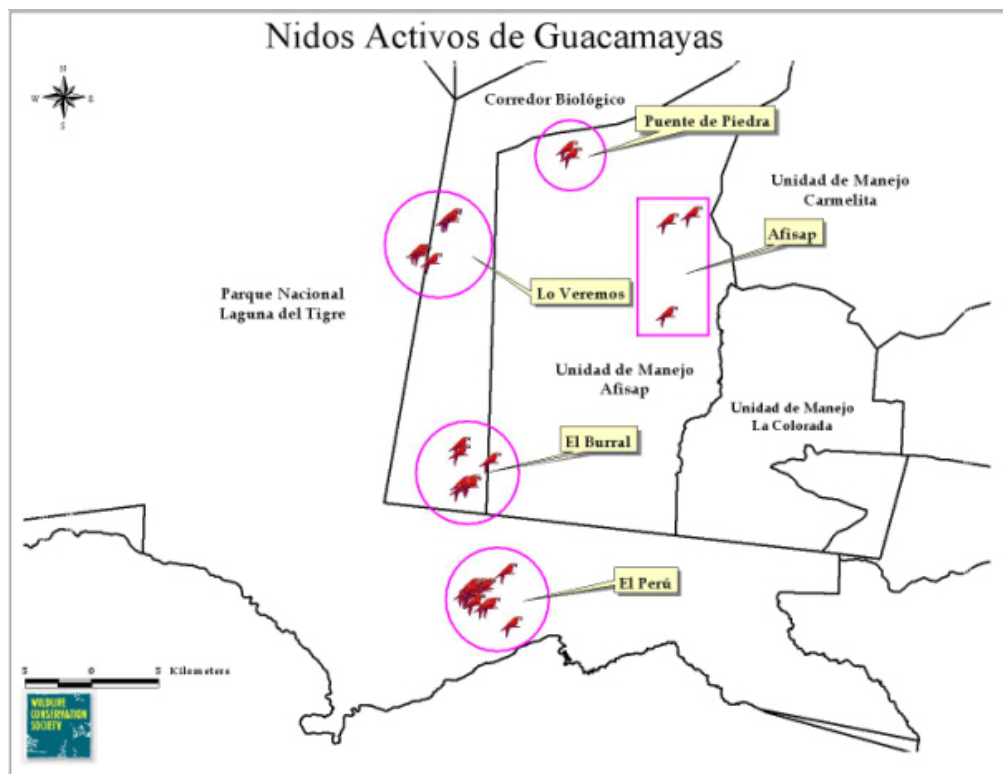 Nidos Activos de Guacamayas
N
W E
S
Corredor Biológico
Puente de Piedra
Unidad de Manejo
Carmelita
Afisap
Lo Veremos
Parque Nacional
Laguna del Tigre
Unidad de Manejo
Afisap
Unidad de Manejo
La Colorada
El Burral
El Perú
5 0 5 Kilometers
WILDLIFE
CONSERVATION
SOCIETY